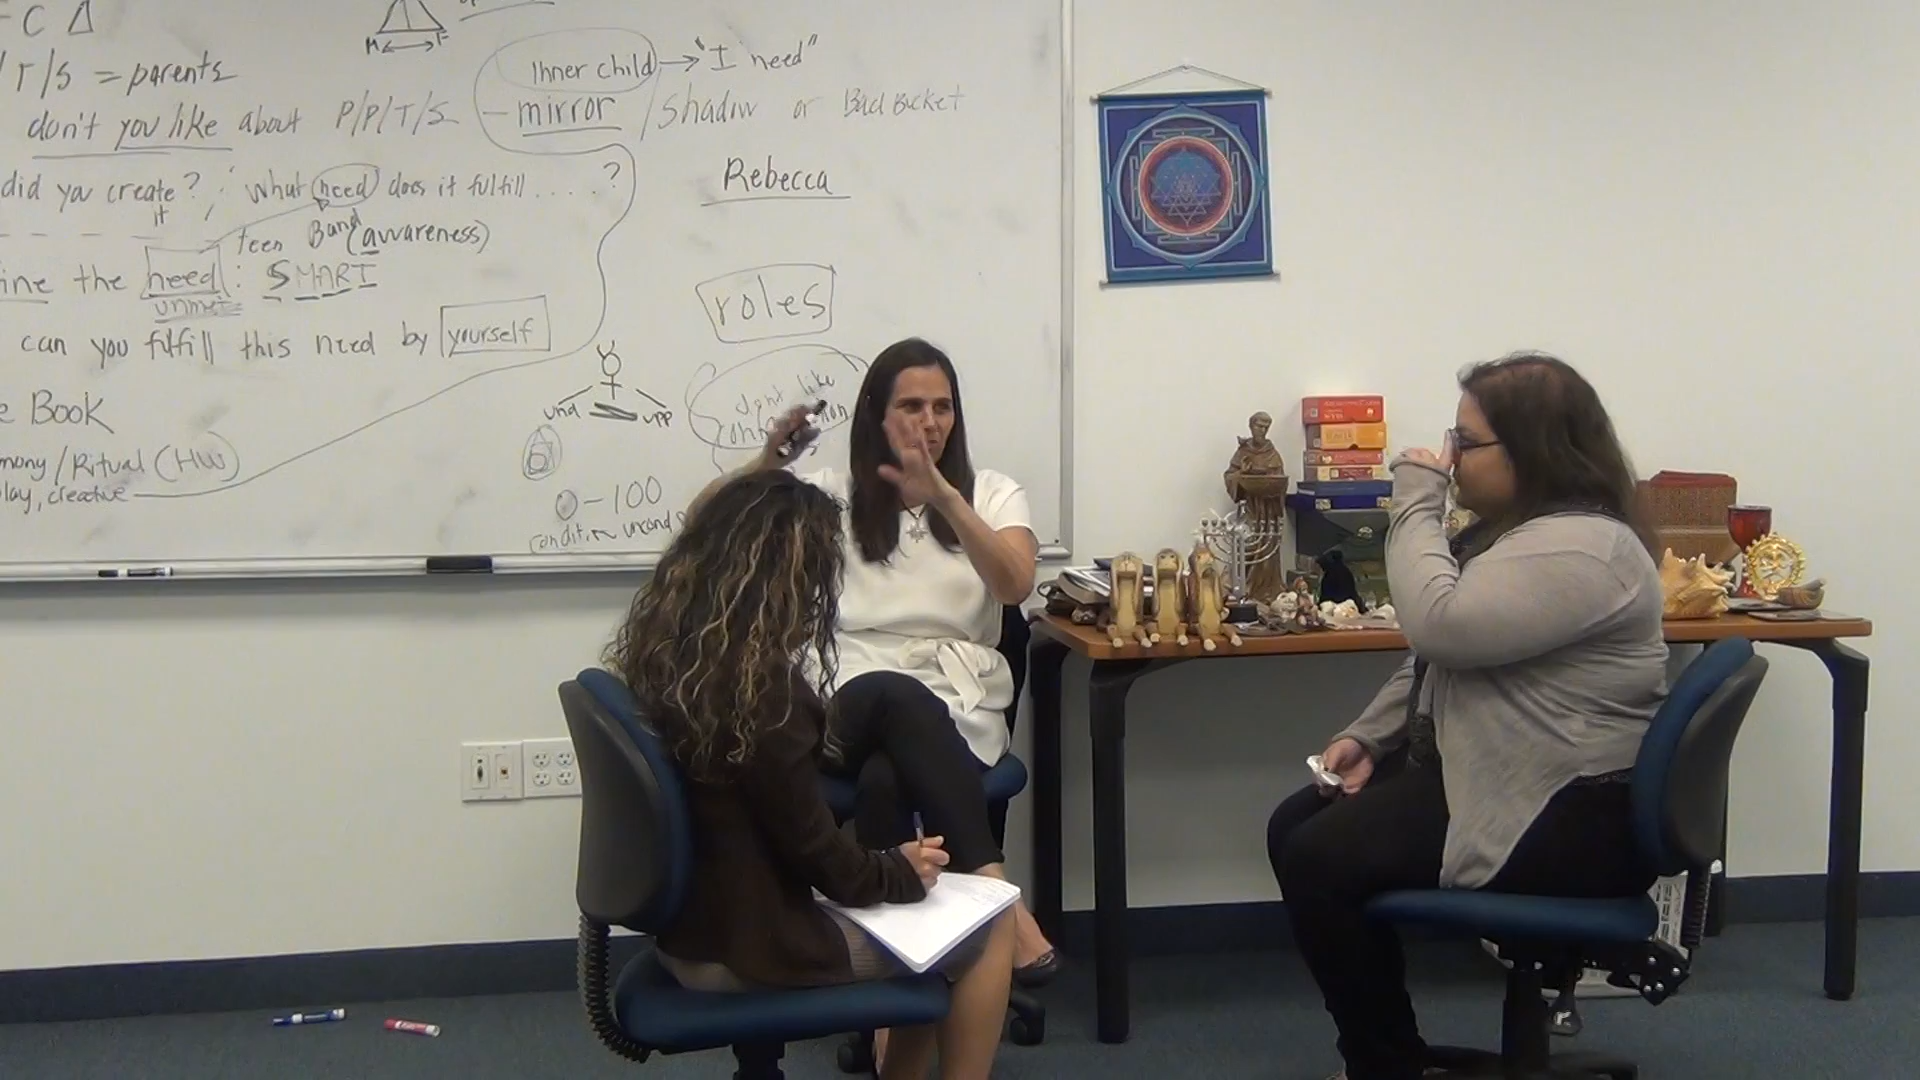 C Δ
T/S = parents
M F
Inner child → "I need"
don't you like about P/P/T/S - mirror / Shadow or Bad Bucket
did you create? ; What need does it fulfill.....?
it
Rebecca
teen Band (awareness)
ine the need : SMART
unmet
roles
can you fulfill this need by yourself
und upp
don't like
e Book
mony / Ritual (HW)
lay, creative
0-100
condit. uncond